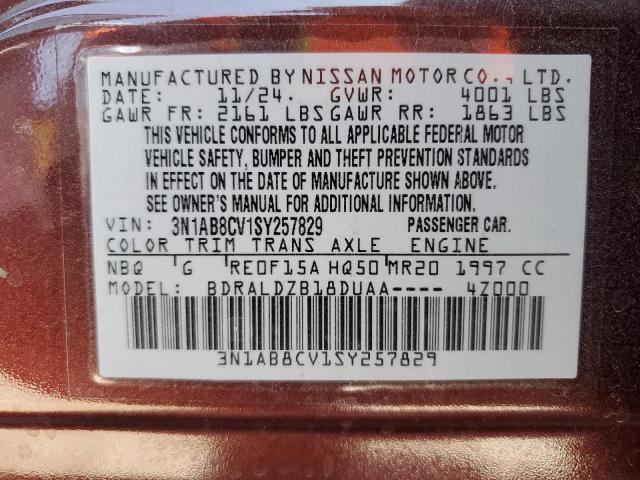 MANUFACTURED BY NISSAN MOTOR CO., LTD.
DATE: 11/24. GVWR: 4001 LBS
GAWR FR: 2161 LBS GAWR RR: 1863 LBS
THIS VEHICLE CONFORMS TO ALL APPLICABLE FEDERAL MOTOR
VEHICLE SAFETY, BUMPER AND THEFT PREVENTION STANDARDS
IN EFFECT ON THE DATE OF MANUFACTURE SHOWN ABOVE.
SEE OWNER'S MANUAL FOR ADDITIONAL INFORMATION.
VIN: 3N1AB8CV1SY257829 PASSENGER CAR.
COLOR TRIM TRANS AXLE ENGINE
NBQ G RE0F15A HQ50 MR20 1997 CC
MODEL: BDRALDZB18DUAA---- 4Z000
3N1AB8CV1SY257829